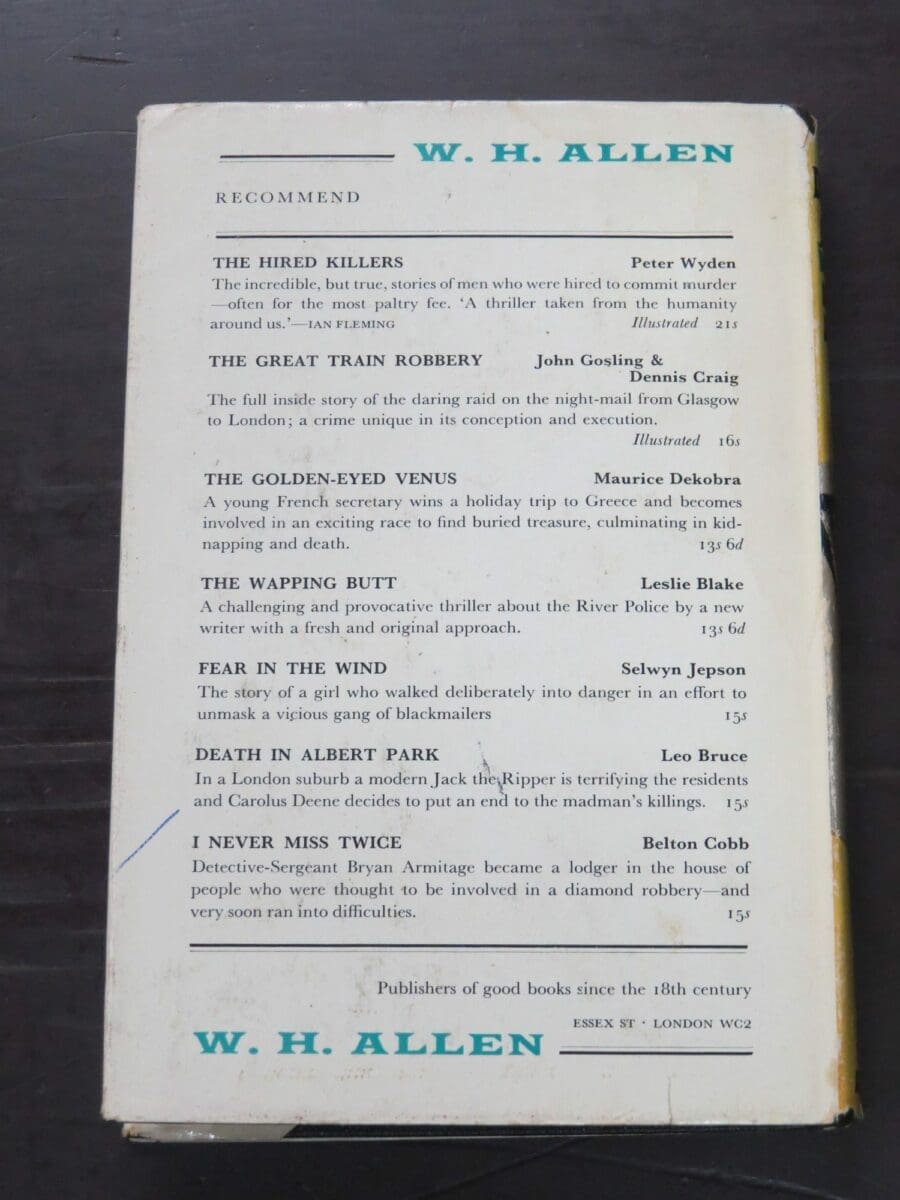 W. H. ALLEN
RECOMMEND
THE HIRED KILLERS Peter Wyden
The incredible, but true, stories of men who were hired to commit murder
—often for the most paltry fee. ‘A thriller taken from the humanity
around us.’—IAN FLEMING Illustrated 21s
THE GREAT TRAIN ROBBERY John Gosling &
Dennis Craig
The full inside story of the daring raid on the night-mail from Glasgow
to London; a crime unique in its conception and execution.
Illustrated 16s
THE GOLDEN-EYED VENUS Maurice Dekobra
A young French secretary wins a holiday trip to Greece and becomes
involved in an exciting race to find buried treasure, culminating in kid-
napping and death. 13s 6d
THE WAPPING BUTT Leslie Blake
A challenging and provocative thriller about the River Police by a new
writer with a fresh and original approach. 13s 6d
FEAR IN THE WIND Selwyn Jepson
The story of a girl who walked deliberately into danger in an effort to
unmask a vicious gang of blackmailers 15s
DEATH IN ALBERT PARK Leo Bruce
In a London suburb a modern Jack the Ripper is terrifying the residents
and Carolus Deene decides to put an end to the madman’s killings. 15s
I NEVER MISS TWICE Belton Cobb
Detective-Sergeant Bryan Armitage became a lodger in the house of
people who were thought to be involved in a diamond robbery—and
very soon ran into difficulties. 15s
Publishers of good books since the 18th century
ESSEX ST · LONDON WC2
W. H. ALLEN